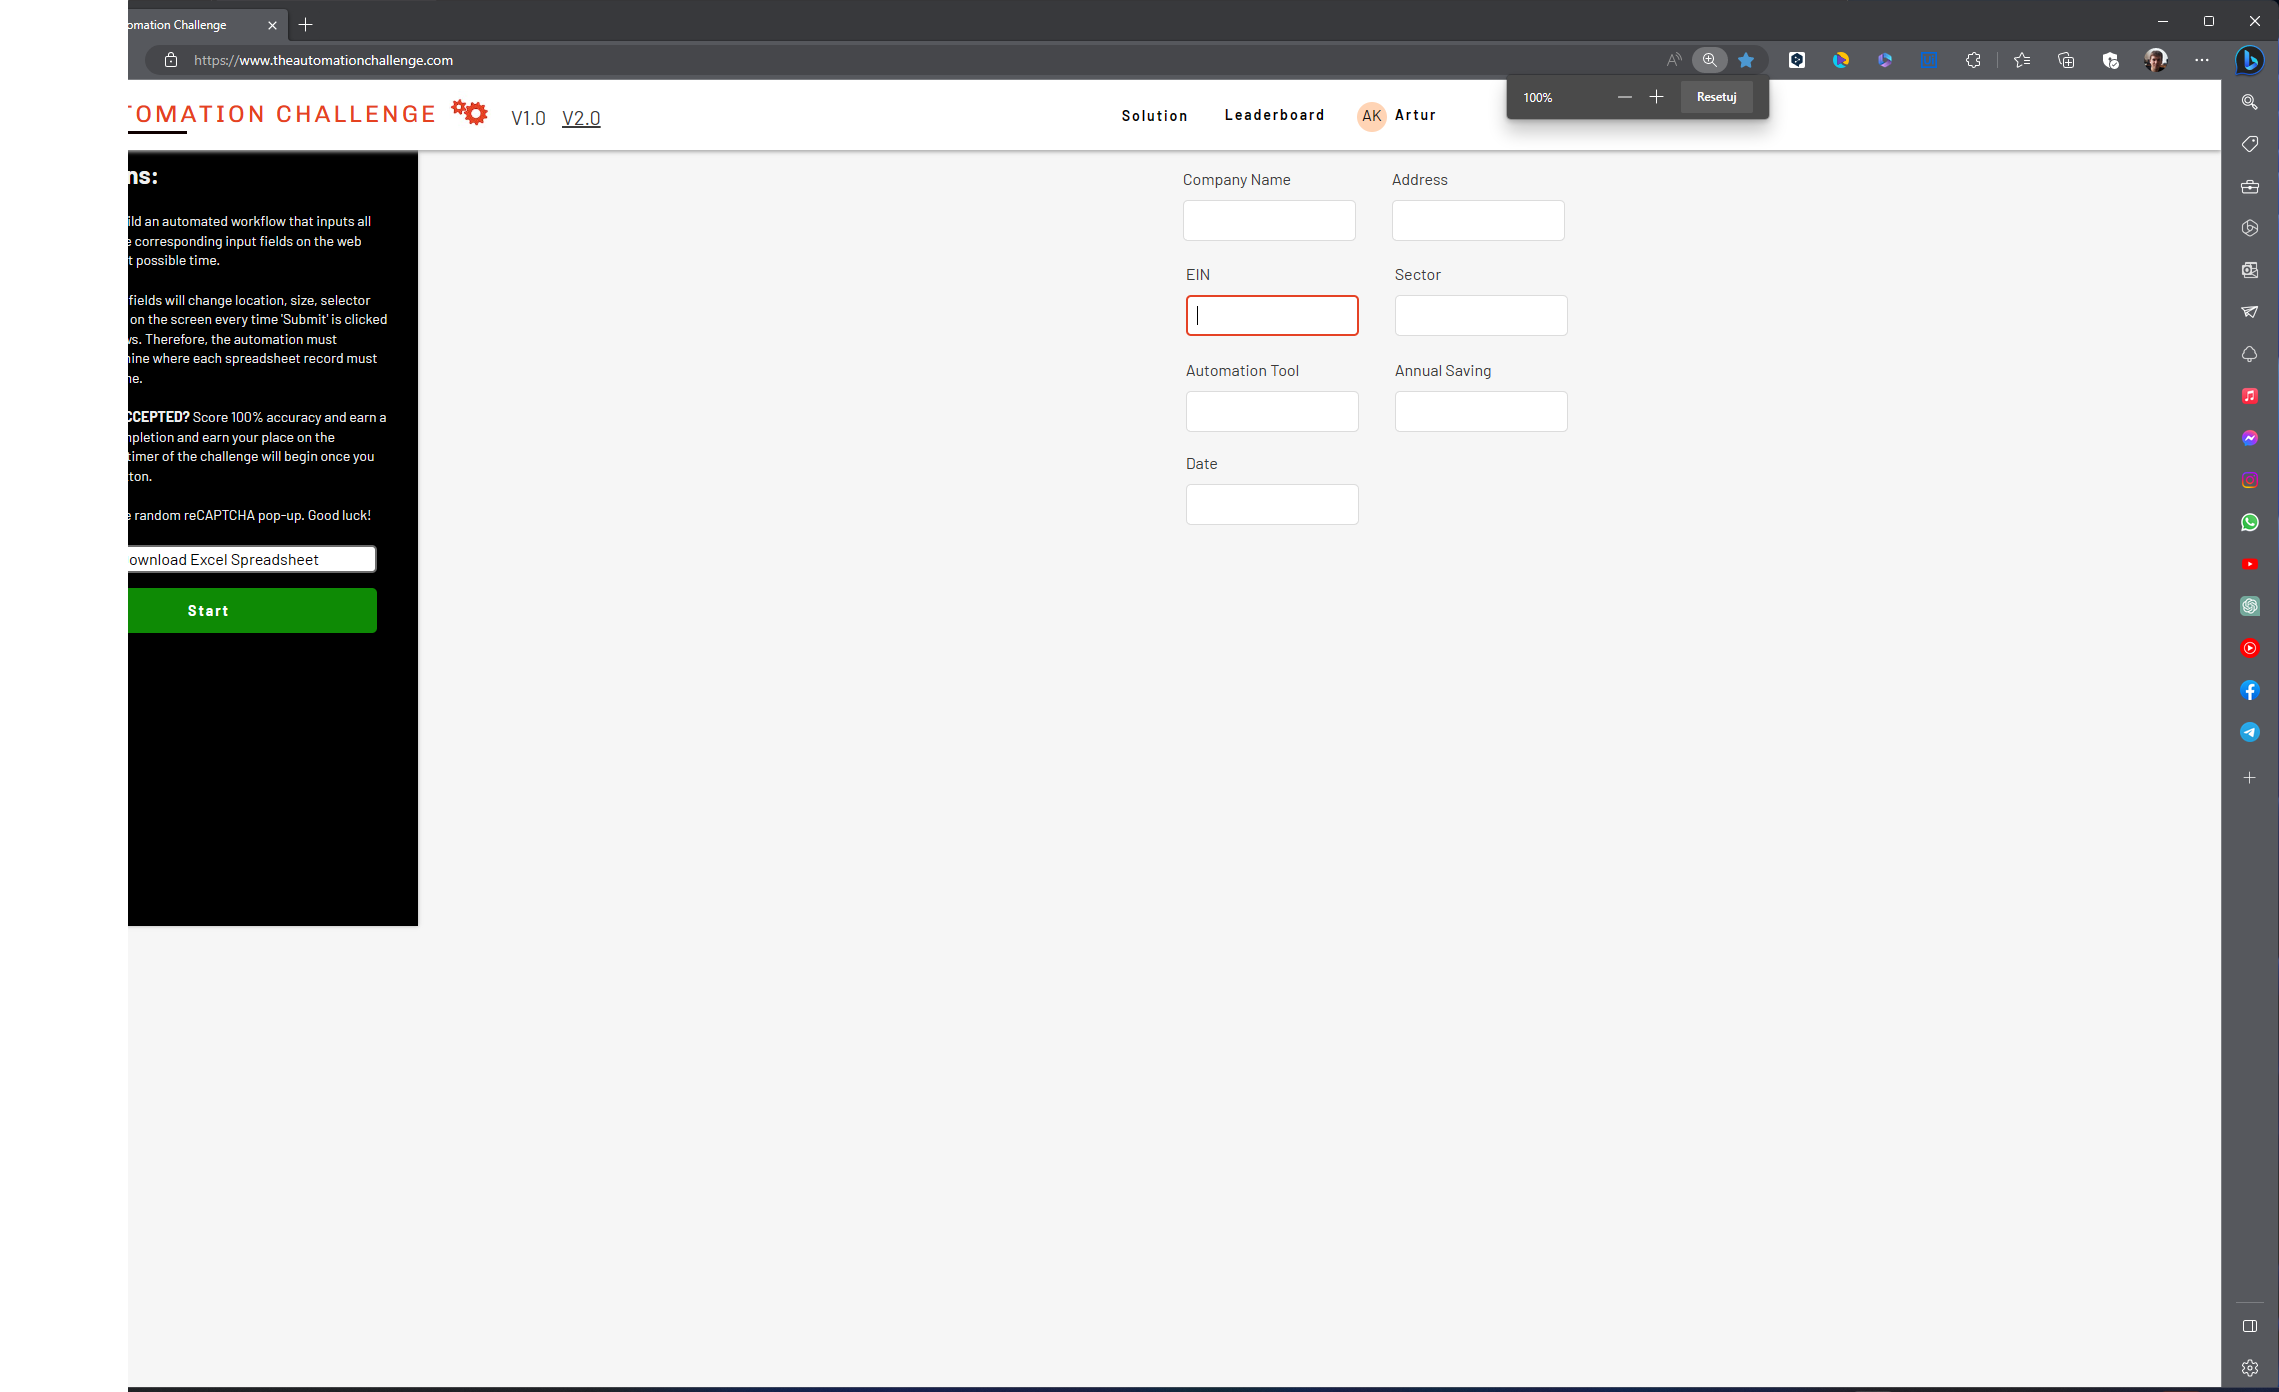 omation Challenge
https://www.theautomationchallenge.com
100%
Resetuj
TOMATION CHALLENGE
V1.0 V2.0
Solution
Leaderboard
AK Artur
ns:
ild an automated workflow that inputs all
e corresponding input fields on the web
t possible time.
fields will change location, size, selector
on the screen every time 'Submit' is clicked
ws. Therefore, the automation must
nine where each spreadsheet record must
ne.
CCEPTED? Score 100% accuracy and earn a
npletion and earn your place on the
timer of the challenge will begin once you
ton.
e random reCAPTCHA pop-up. Good luck!
ownload Excel Spreadsheet
Start
Company Name
Address
EIN
Sector
Automation Tool
Annual Saving
Date